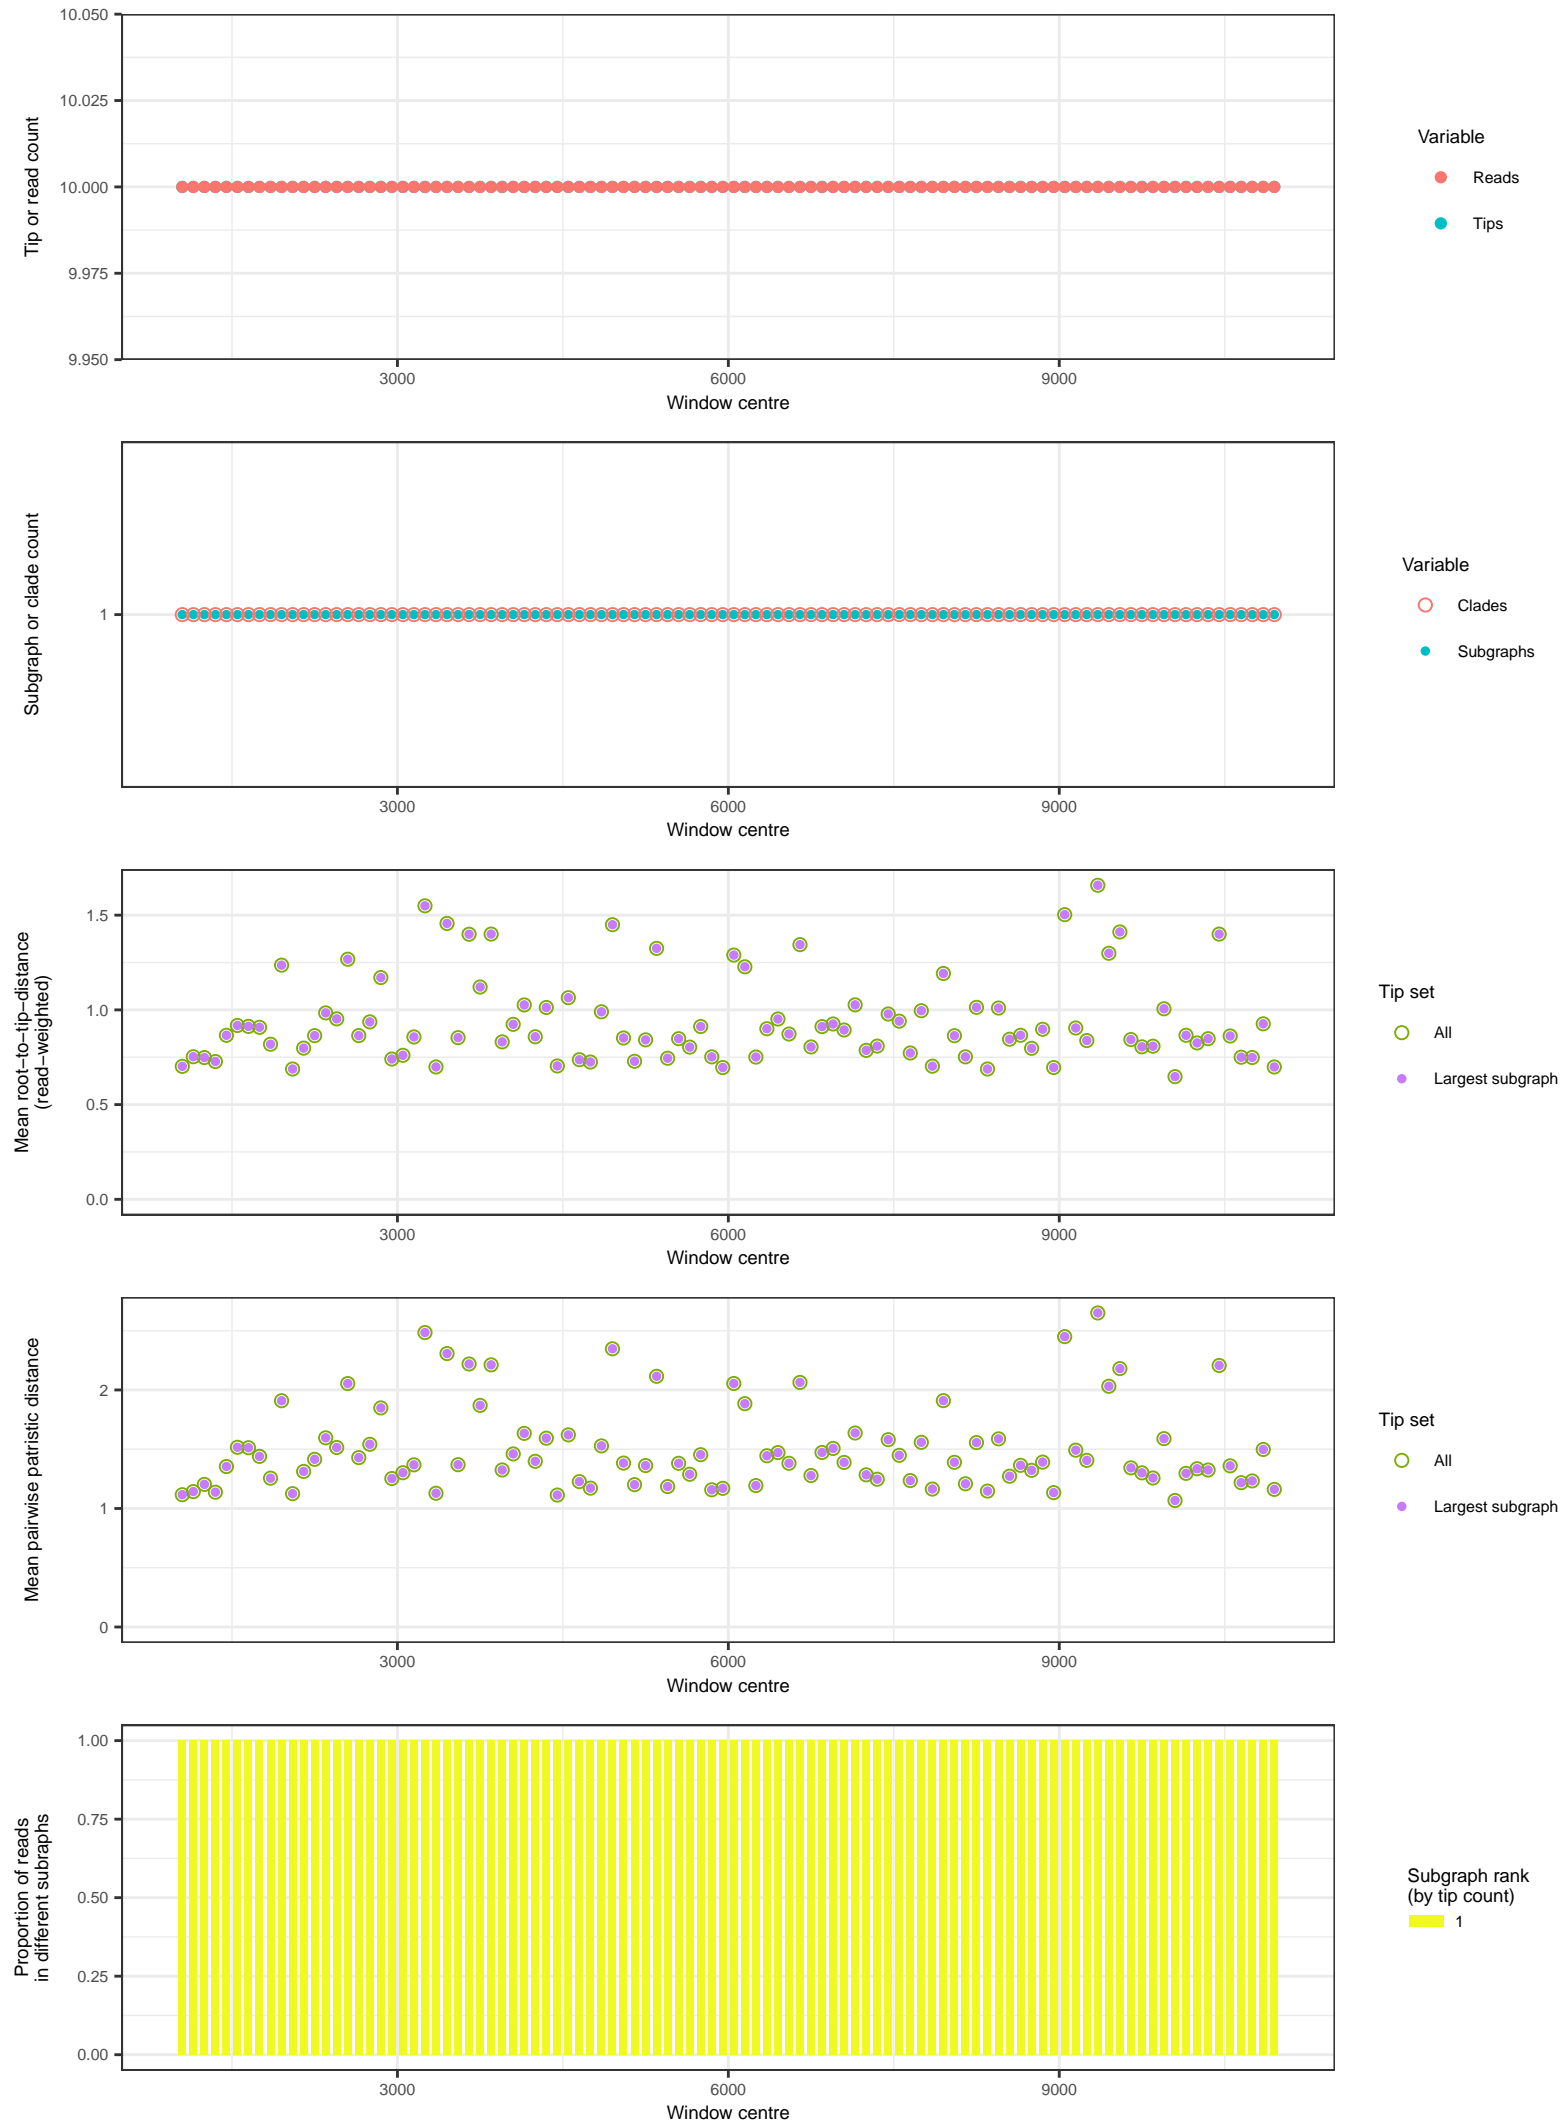 10.050
10.025
10.000
9.975
9.950
Tip or read count
3000
6000
9000
Window centre
Variable
Reads
Tips
1
Subgraph or clade count
3000
6000
9000
Window centre
Variable
Clades
Subgraphs
1.5
1.0
0.5
0.0
Mean root−to−tip−distance
(read−weighted)
3000
6000
9000
Window centre
Tip set
All
Largest subgraph
2
1
0
Mean pairwise patristic distance
3000
6000
9000
Window centre
Tip set
All
Largest subgraph
1.00
0.75
0.50
0.25
0.00
Proportion of reads
in different subraphs
3000
6000
9000
Window centre
Subgraph rank
(by tip count)
1